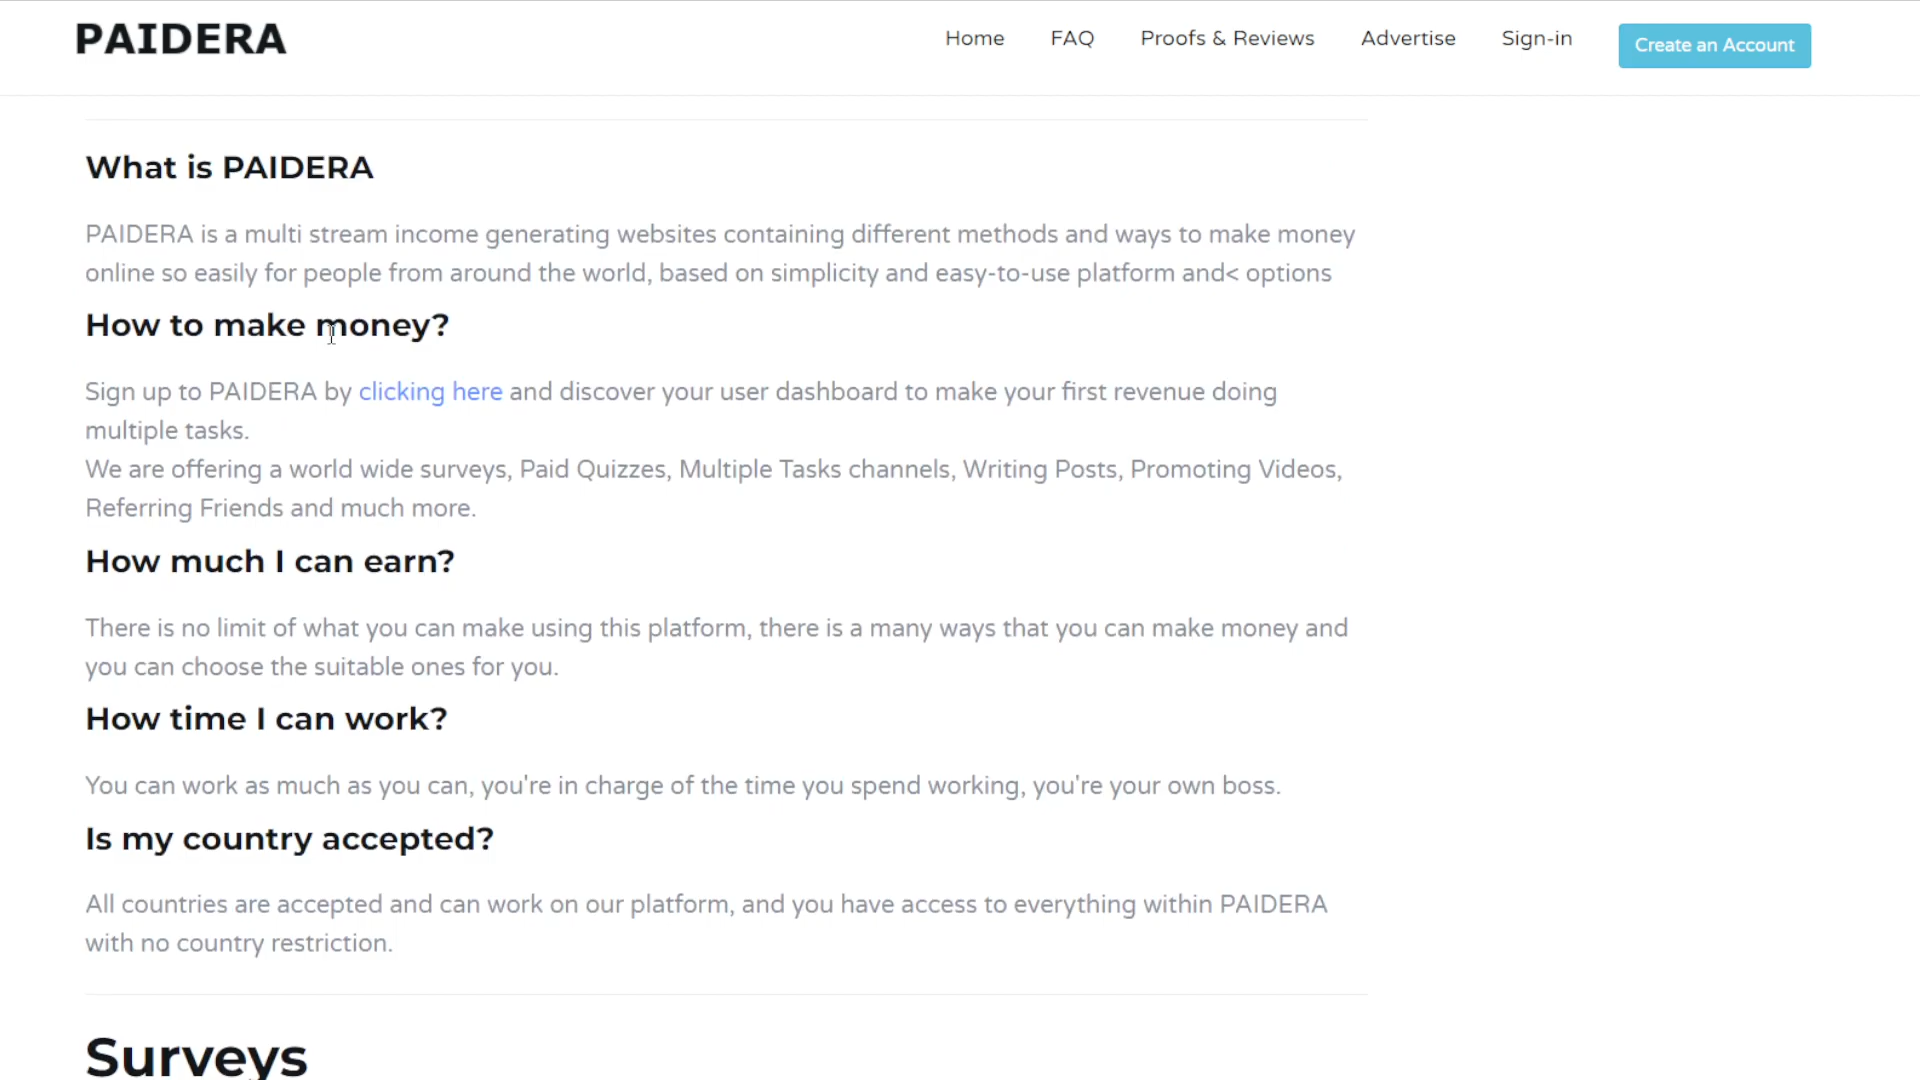 PAIDERA
Home FAQ Proofs & Reviews Advertise Sign-in Create an Account
What is PAIDERA
PAIDERA is a multi stream income generating websites containing different methods and ways to make money
online so easily for people from around the world, based on simplicity and easy-to-use platform and< options
How to make money?
Sign up to PAIDERA by clicking here and discover your user dashboard to make your first revenue doing
multiple tasks.
We are offering a world wide surveys, Paid Quizzes, Multiple Tasks channels, Writing Posts, Promoting Videos,
Referring Friends and much more.
How much I can earn?
There is no limit of what you can make using this platform, there is a many ways that you can make money and
you can choose the suitable ones for you.
How time I can work?
You can work as much as you can, you're in charge of the time you spend working, you're your own boss.
Is my country accepted?
All countries are accepted and can work on our platform, and you have access to everything within PAIDERA
with no country restriction.
Surveys